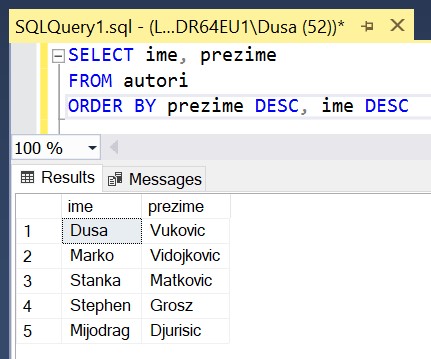 SQLQuery1.sql - (L...DR64EU1\Dusa (52))*
SELECT ime, prezime
FROM autori
ORDER BY prezime DESC, ime DESC
100 %
Results Messages
ime prezime
1 Dusa Vukovic
2 Marko Vidojkovic
3 Stanka Matkovic
4 Stephen Grosz
5 Mijodrag Djurisic